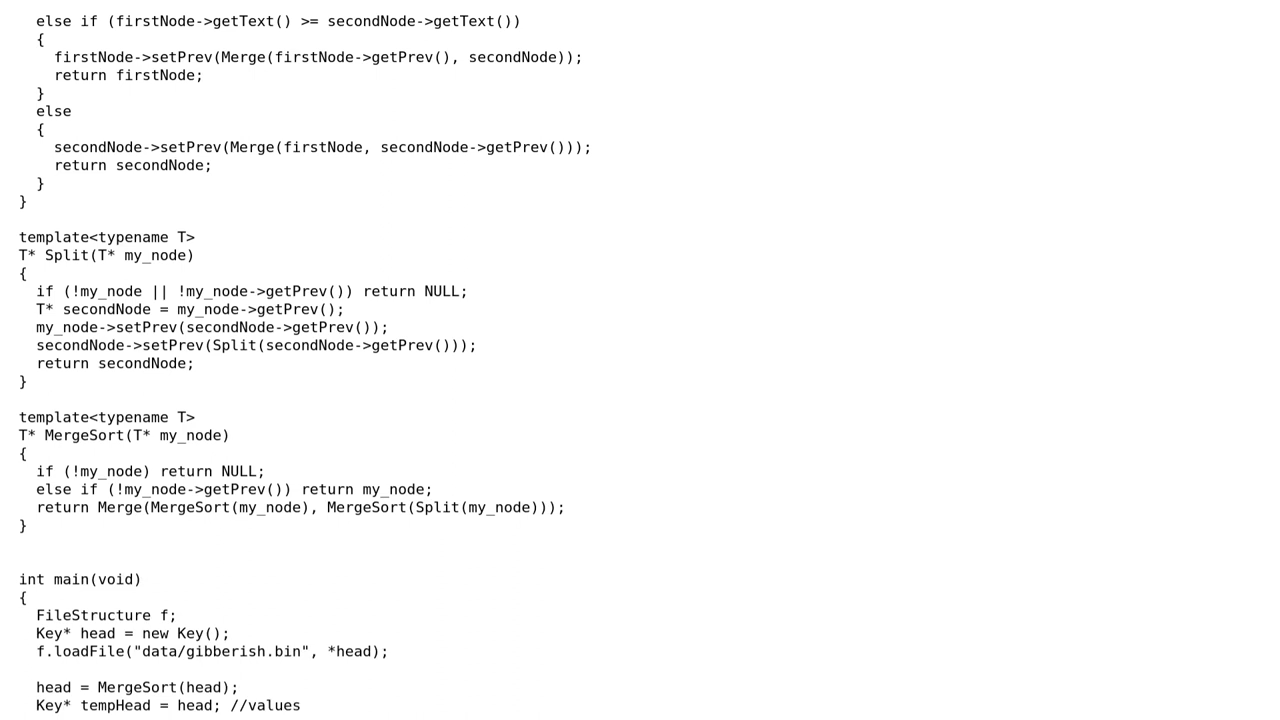 else if (firstNode->getText() >= secondNode->getText())
  {
    firstNode->setPrev(Merge(firstNode->getPrev(), secondNode));
    return firstNode;
  }
  else
  {
    secondNode->setPrev(Merge(firstNode, secondNode->getPrev()));
    return secondNode;
  }
}

template<typename T>
T* Split(T* my_node)
{
  if (!my_node || !my_node->getPrev()) return NULL;
  T* secondNode = my_node->getPrev();
  my_node->setPrev(secondNode->getPrev());
  secondNode->setPrev(Split(secondNode->getPrev()));
  return secondNode;
}

template<typename T>
T* MergeSort(T* my_node)
{
  if (!my_node) return NULL;
  else if (!my_node->getPrev()) return my_node;
  return Merge(MergeSort(my_node), MergeSort(Split(my_node)));
}


int main(void)
{
  FileStructure f;
  Key* head = new Key();
  f.loadFile("data/gibberish.bin", *head);

  head = MergeSort(head);
  Key* tempHead = head; //values